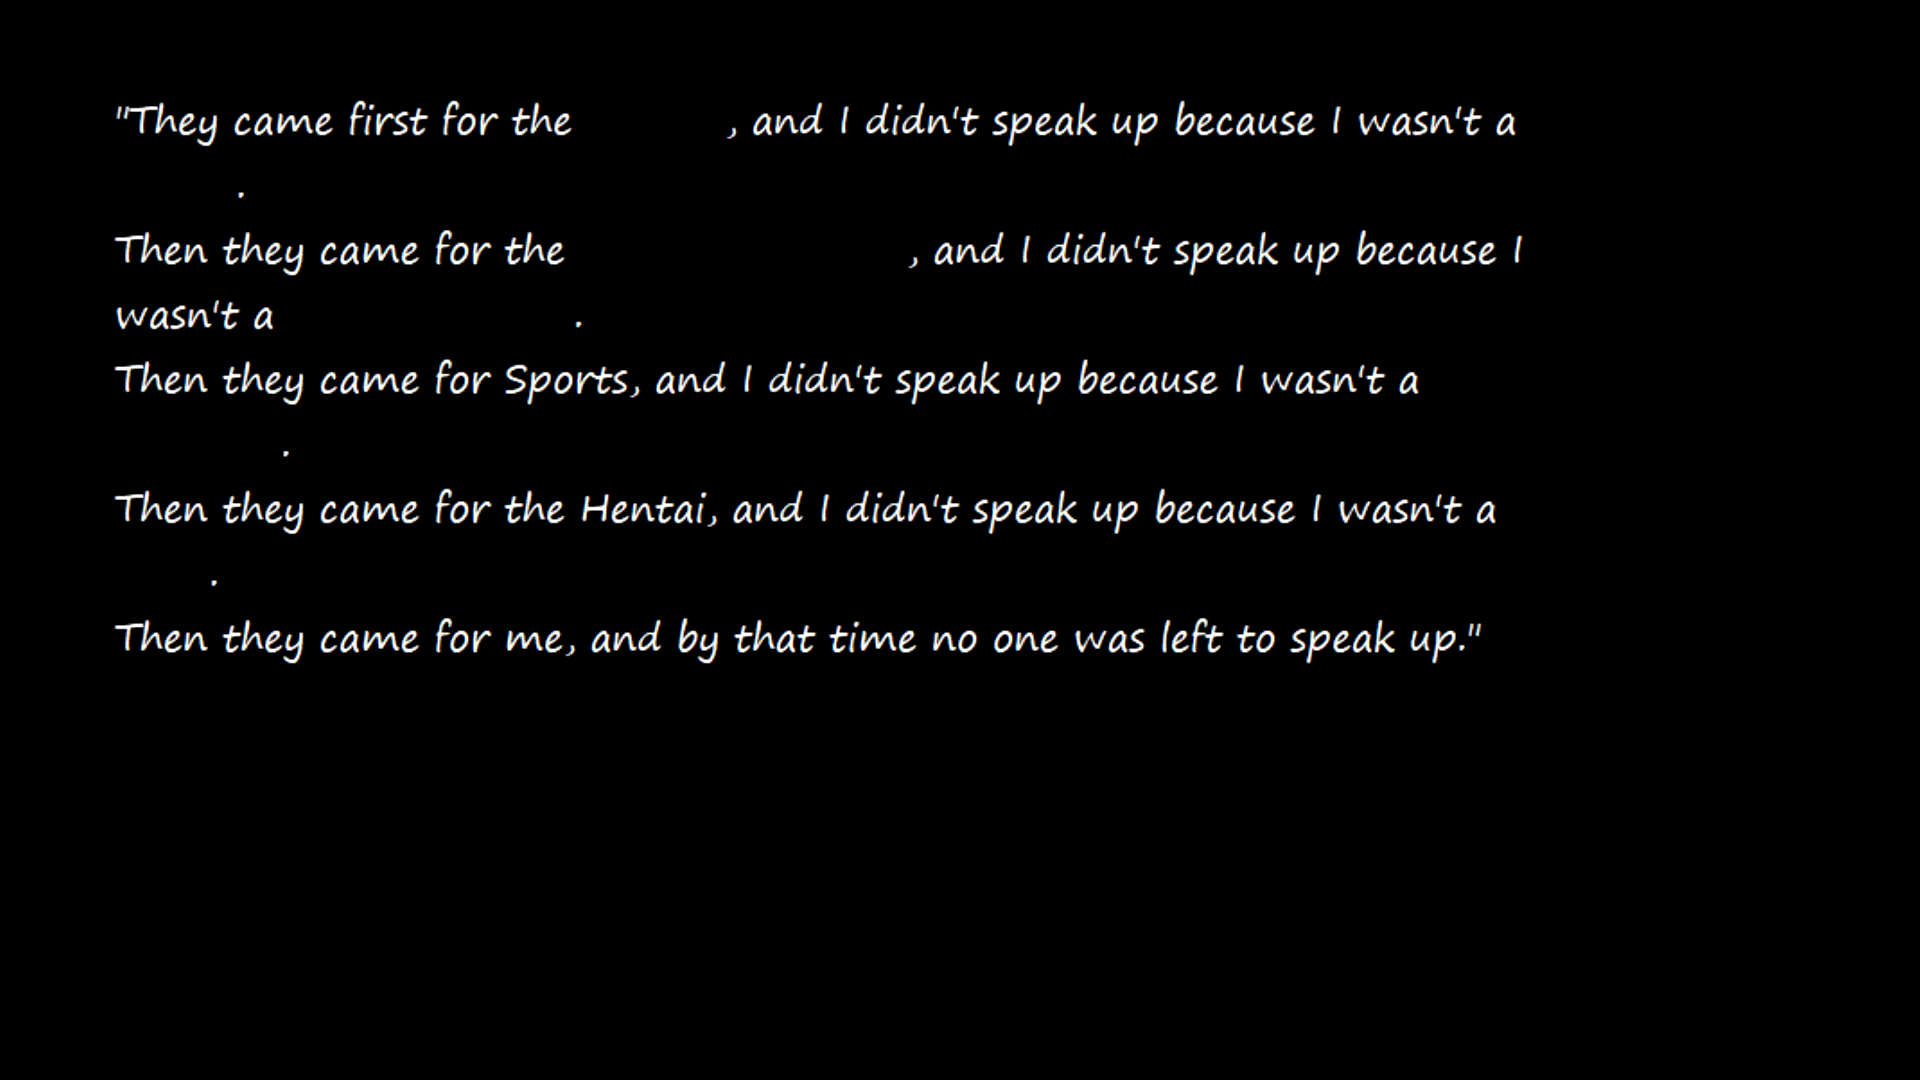 "They came first for the , and I didn't speak up because I wasn't a
.
Then they came for the , and I didn't speak up because I
wasn't a .
Then they came for Sports, and I didn't speak up because I wasn't a
.
Then they came for the Hentai, and I didn't speak up because I wasn't a
.
Then they came for me, and by that time no one was left to speak up."